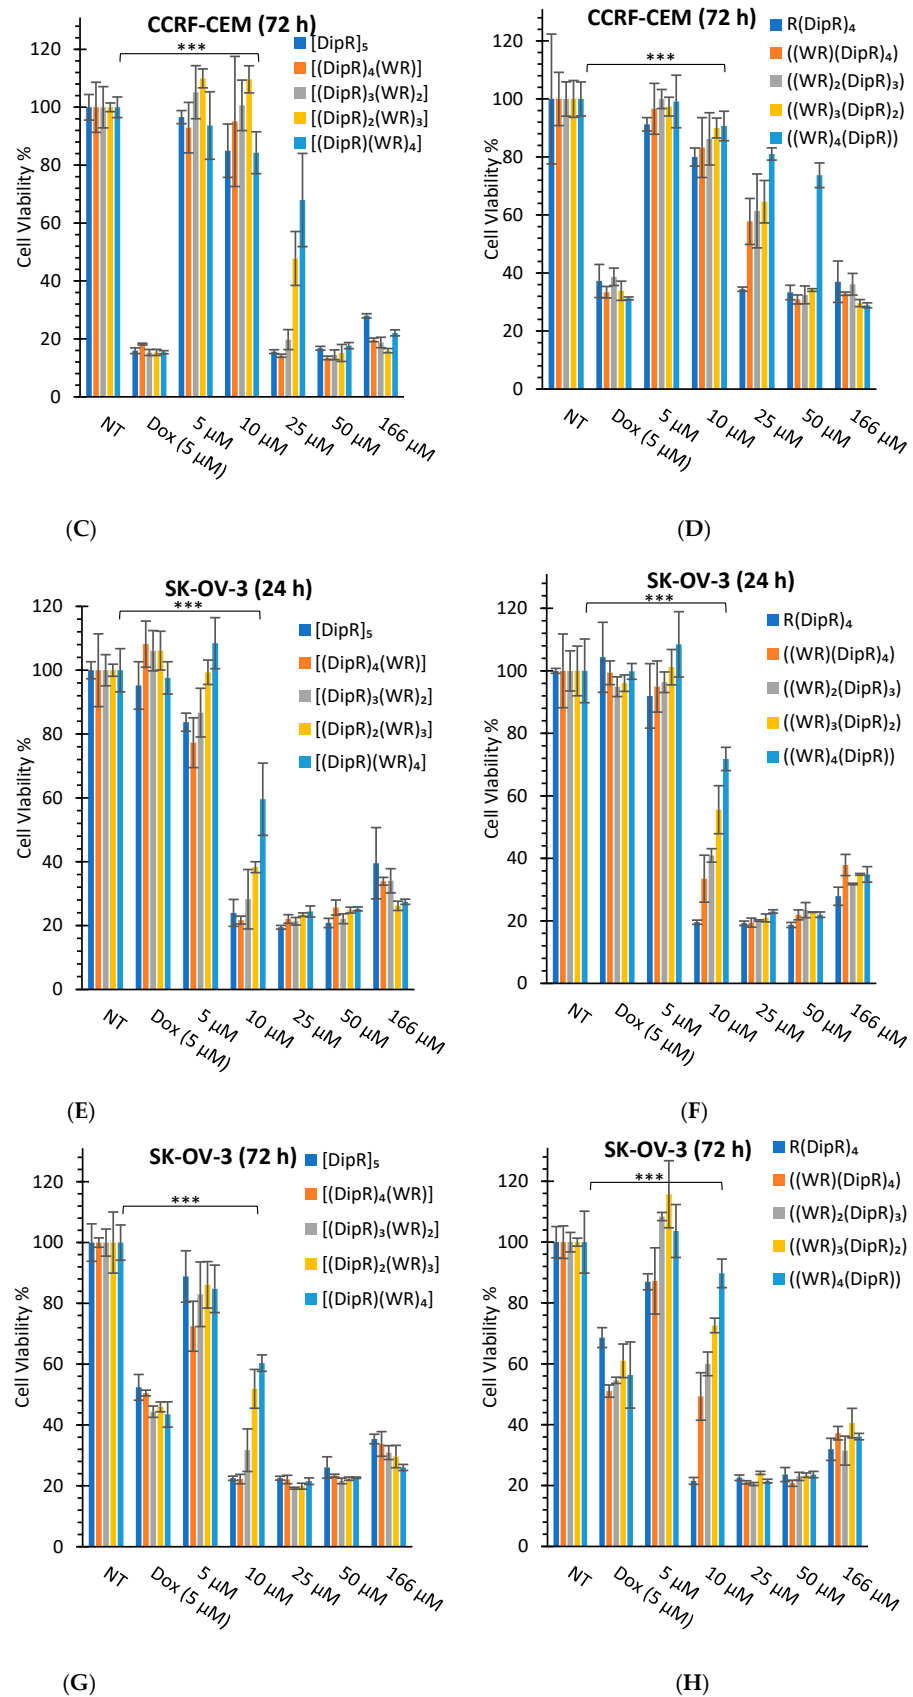 CCRF-CEM (72 h)
***
[DipR]₅
[(DipR)₄(WR)]
[(DipR)₃(WR)₂]
[(DipR)₂(WR)₃]
[(DipR)(WR)₄]
Cell VIability %
120
100
80
60
40
20
0
NT
Dox (5 µM)
5 µM
10 µM
25 µM
50 µM
166 µM
(C)
CCRF-CEM (72 h)
***
R(DipR)₄
((WR)(DipR)₄)
((WR)₂(DipR)₃)
((WR)₃(DipR)₂)
((WR)₄(DipR))
Cell VIability %
120
100
80
60
40
20
0
NT
Dox (5 µM)
5 µM
10 µM
25 µM
50 µM
166 µM
(D)
SK-OV-3 (24 h)
***
[DipR]₅
[(DipR)₄(WR)]
[(DipR)₃(WR)₂]
[(DipR)₂(WR)₃]
[(DipR)(WR)₄]
Cell VIability %
120
100
80
60
40
20
0
NT
Dox (5 µM)
5 µM
10 µM
25 µM
50 µM
166 µM
(E)
SK-OV-3 (24 h)
***
R(DipR)₄
((WR)(DipR)₄)
((WR)₂(DipR)₃)
((WR)₃(DipR)₂)
((WR)₄(DipR))
Cell VIability %
120
100
80
60
40
20
0
NT
Dox (5 µM)
5 µM
10 µM
25 µM
50 µM
166 µM
(F)
SK-OV-3 (72 h)
***
[DipR]₅
[(DipR)₄(WR)]
[(DipR)₃(WR)₂]
[(DipR)₂(WR)₃]
[(DipR)(WR)₄]
Cell VIability %
120
100
80
60
40
20
0
NT
Dox (5 µM)
5 µM
10 µM
25 µM
50 µM
166 µM
(G)
SK-OV-3 (72 h)
***
R(DipR)₄
((WR)(DipR)₄)
((WR)₂(DipR)₃)
((WR)₃(DipR)₂)
((WR)₄(DipR))
Cell VIability %
120
100
80
60
40
20
0
NT
Dox (5 µM)
5 µM
10 µM
25 µM
50 µM
166 µM
(H)